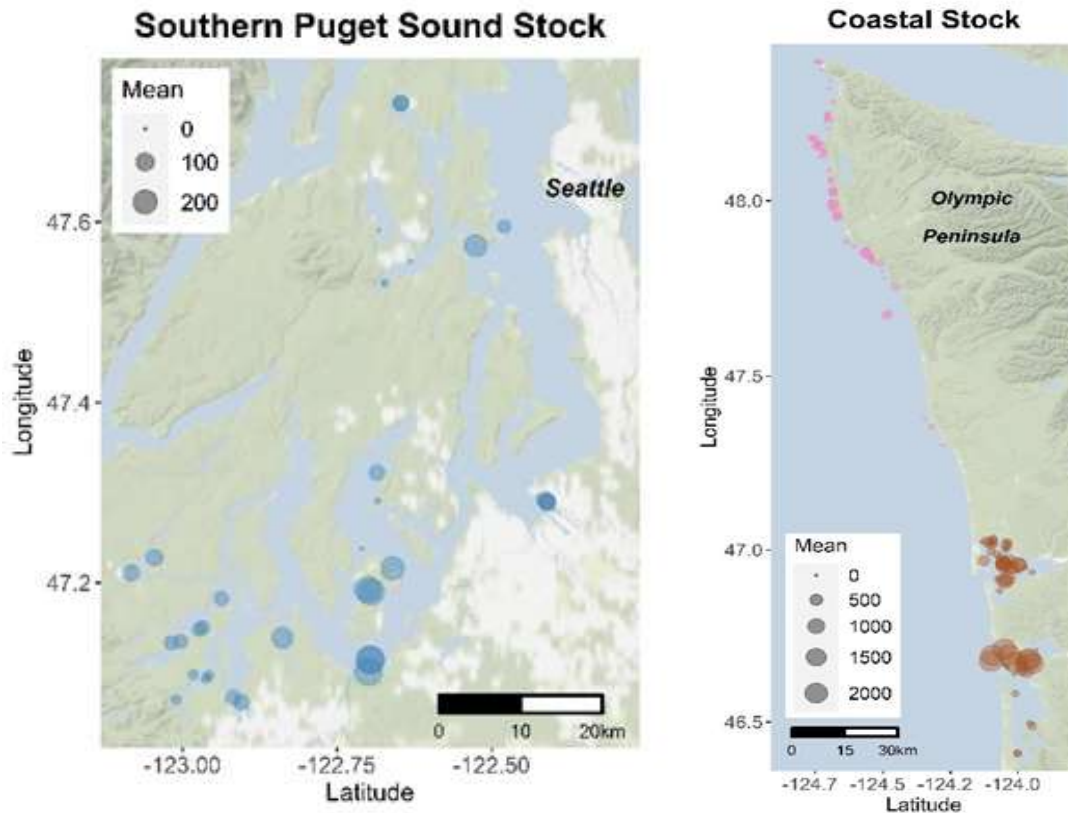 Southern Puget Sound Stock
Mean
0
100
200
Seattle
47.6
47.4
47.2
Longitude
0 10 20km
-123.00 -122.75 -122.50
Latitude
Coastal Stock
48.0
47.5
47.0
46.5
Longitude
Olympic
Peninsula
Mean
0
500
1000
1500
2000
0 15 30km
-124.7 -124.5 -124.2 -124.0
Latitude